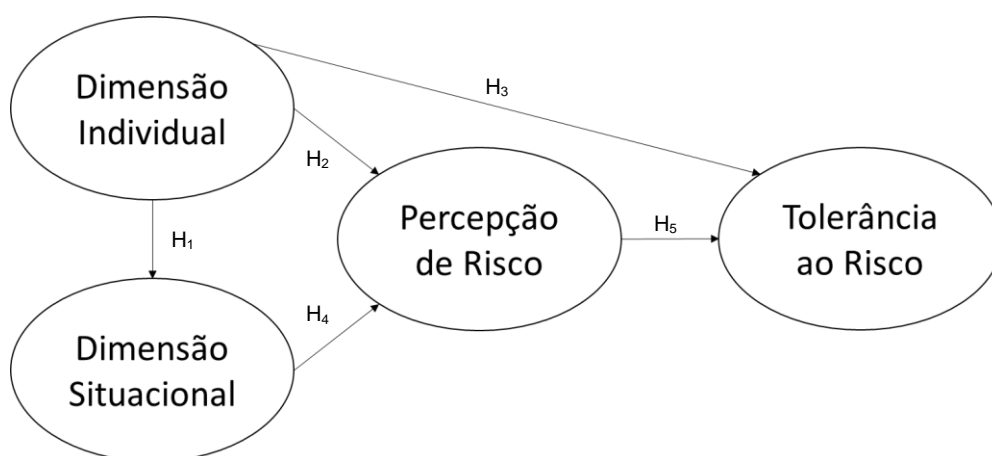 Dimensão
Individual
H₃
H₂
Percepção
de Risco
H₅
Tolerância
ao Risco
H₁
H₄
Dimensão
Situacional